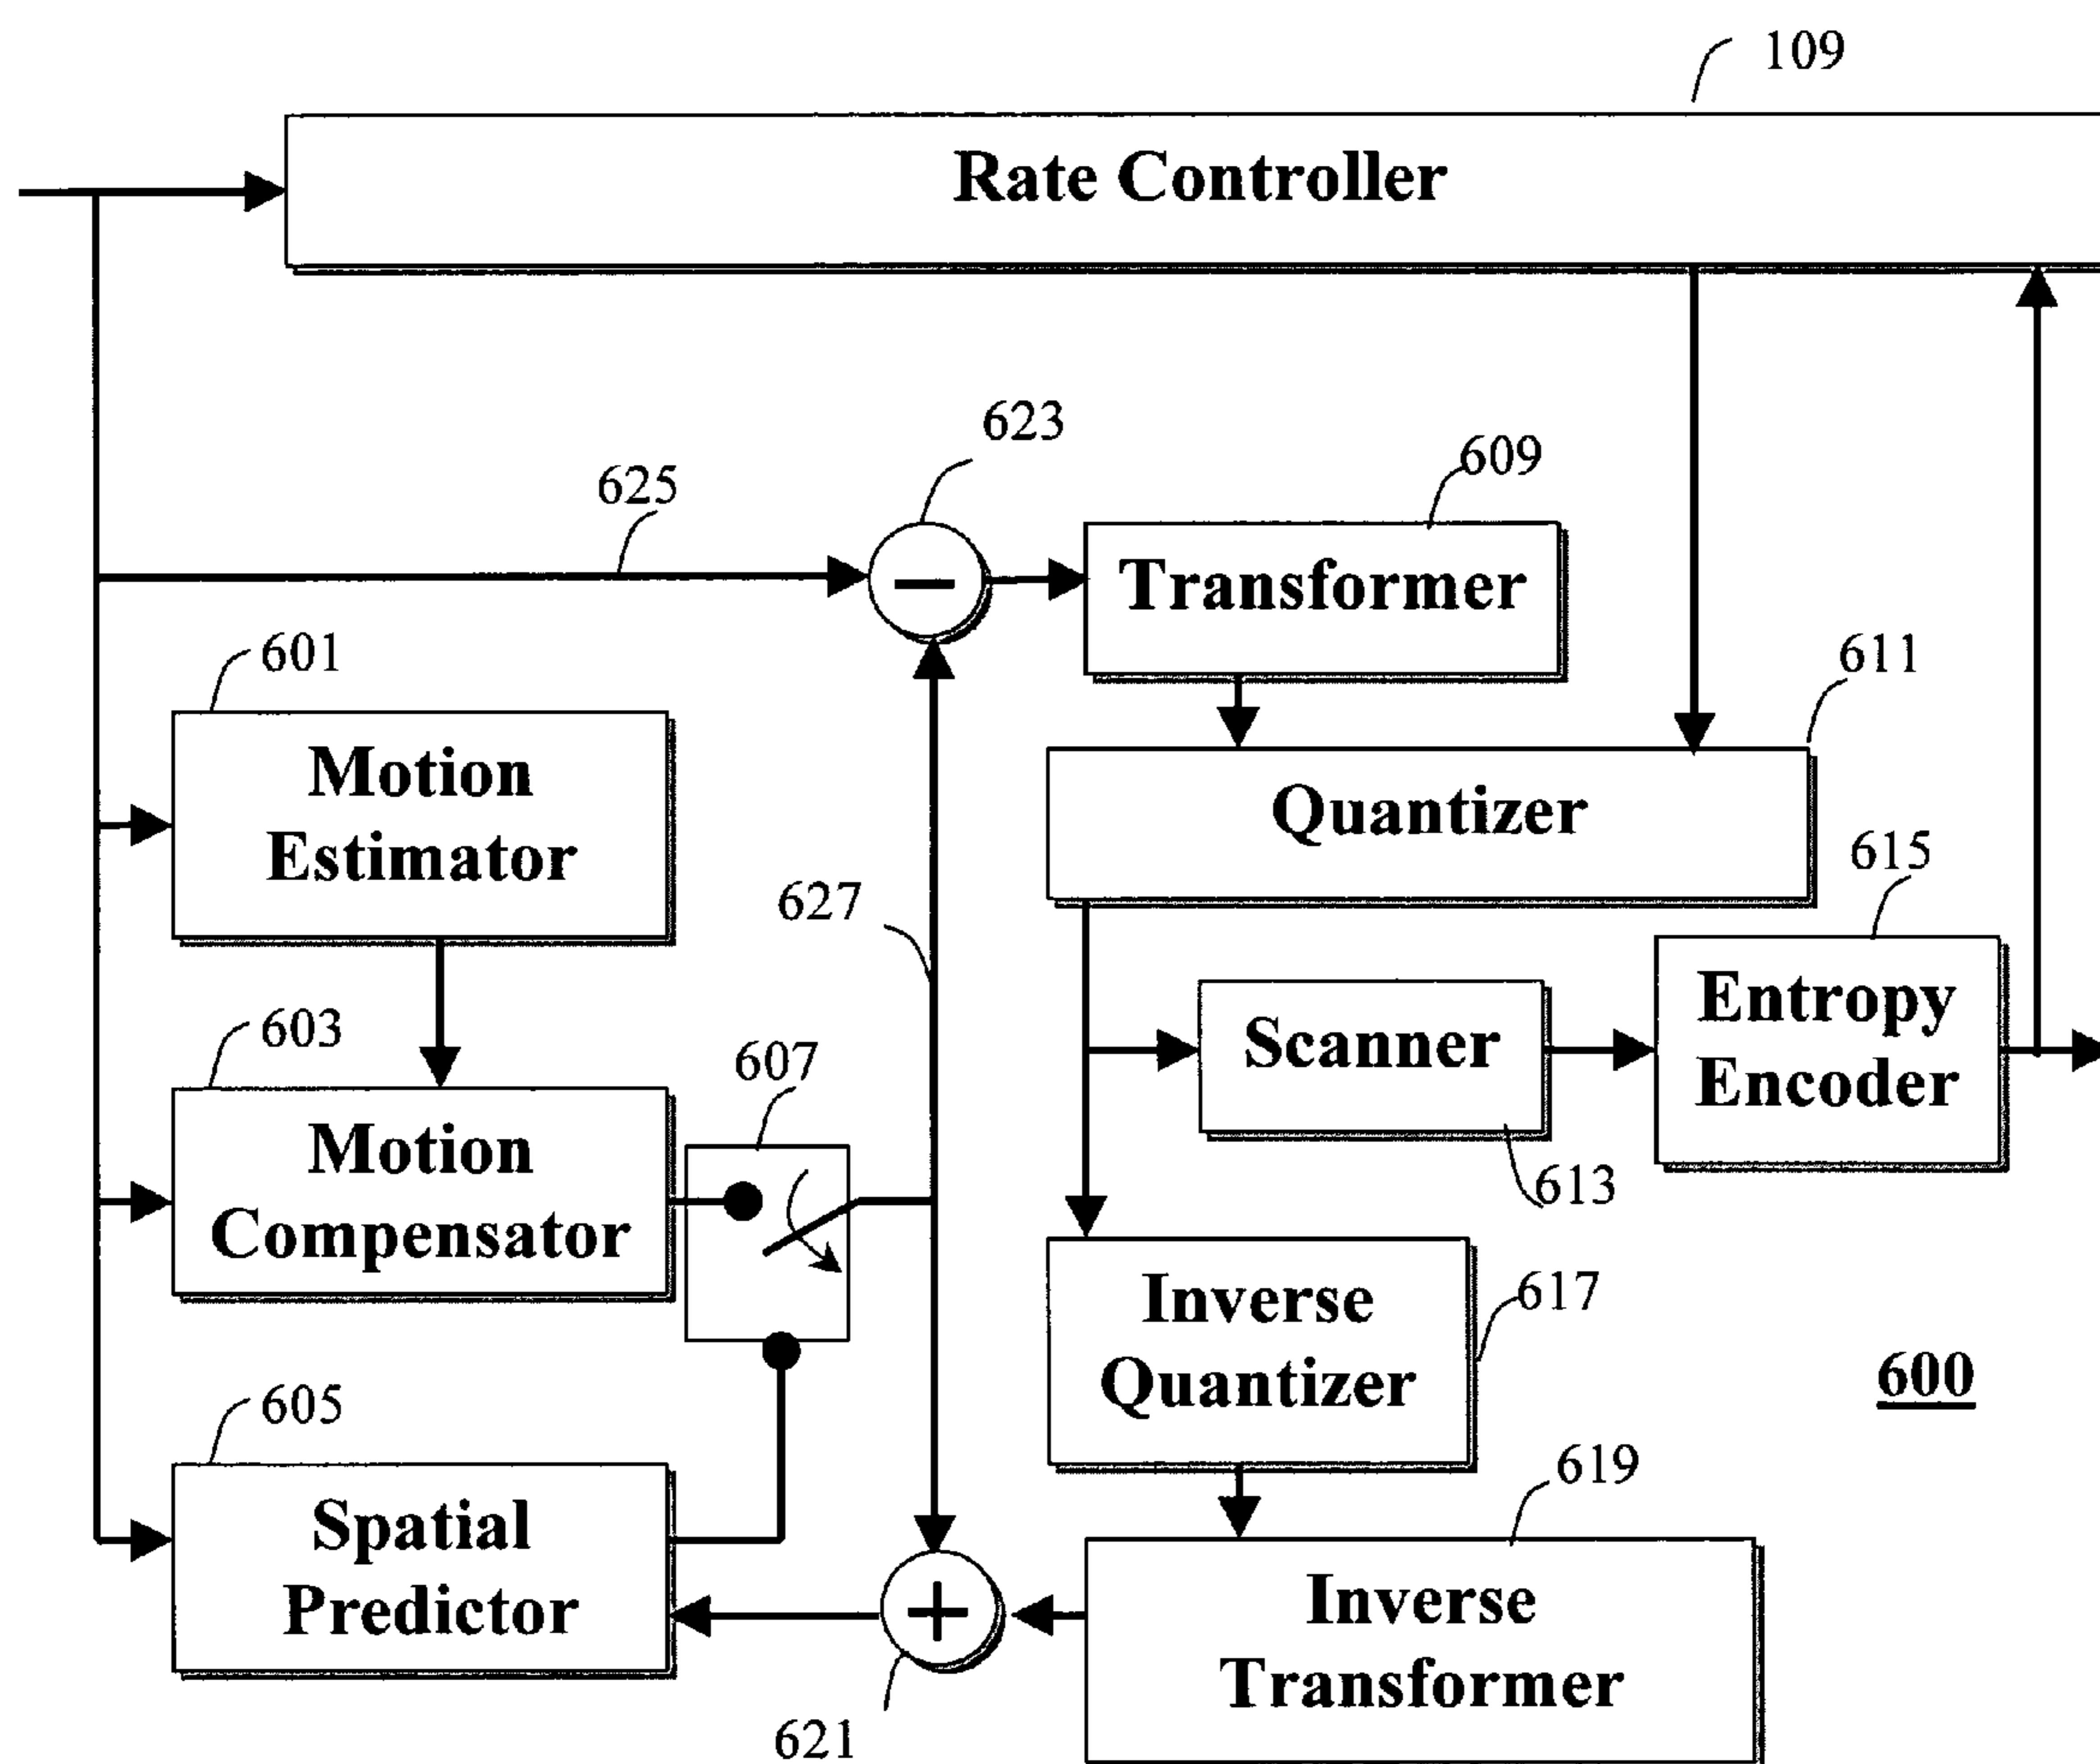 109
Rate Controller
623
609
625
Transformer
601
611
Motion
Estimator
Quantizer
615
627
603
607
Scanner
Entropy
Encoder
Motion
Compensator
613
Inverse
Quantizer
617
600
605
619
Spatial
Predictor
Inverse
Transformer
621